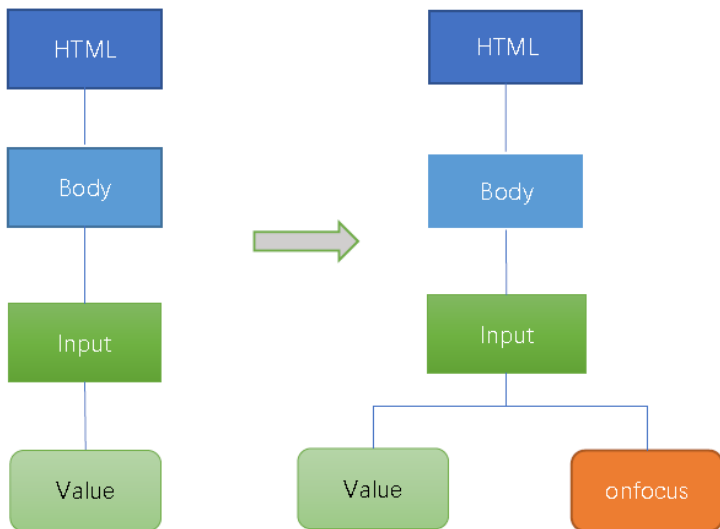 HTML
Body
Input
Value
HTML
Body
Input
Value
onfocus